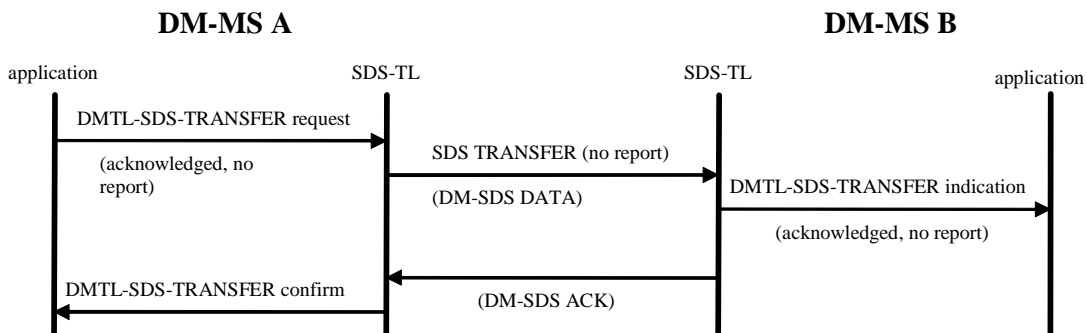 DM-MS A
DM-MS B
application
SDS-TL
SDS-TL
application
DMTL-SDS-TRANSFER request
(acknowledged, no
report)
SDS TRANSFER (no report)
(DM-SDS DATA)
DMTL-SDS-TRANSFER indication
(acknowledged, no report)
DMTL-SDS-TRANSFER confirm
(DM-SDS ACK)